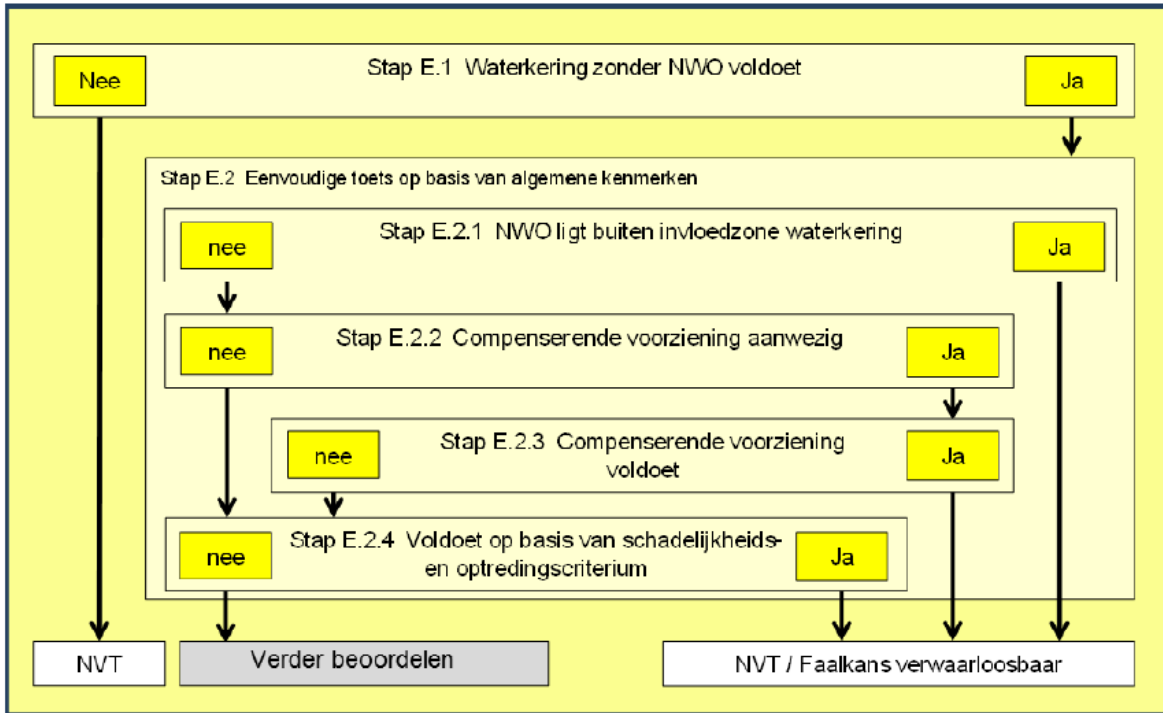 Stap E.1 Waterkering zonder NWO voldoet
Nee
Ja
Stap E.2 Eenvoudige toets op basis van algemene kenmerken
Stap E.2.1 NWO ligt buiten invloedzone waterkering
nee
Ja
Stap E.2.2 Compenserende voorziening aanwezig
nee
Ja
Stap E.2.3 Compenserende voorziening
voldoet
nee
Ja
Stap E.2.4 Voldoet op basis van schadelijkheids-
en optredingscriterium
nee
Ja
NVT
Verder beoordelen
NVT / Faalkans verwaarloosbaar